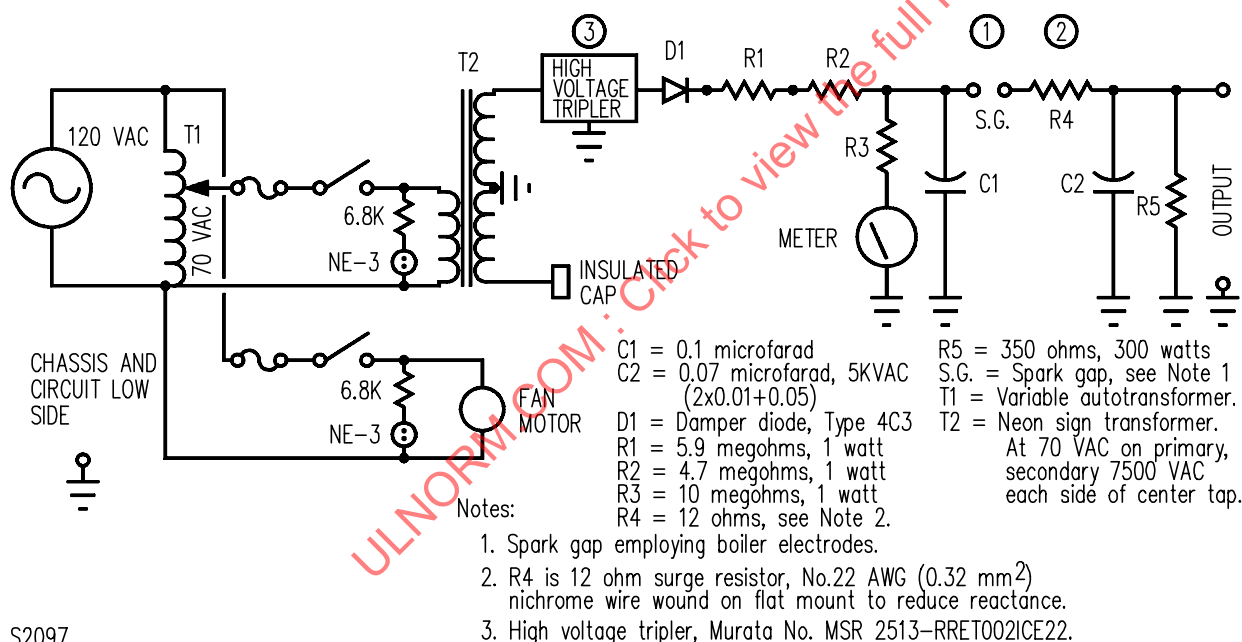 3
1
2
T2
HIGH
VOLTAGE
TRIPLER
D1
R1
R2
120 VAC
T1
S.G.
R4
R3
C1
C2
R5
OUTPUT
70 VAC
6.8K
NE-3
METER
INSULATED
CAP
CHASSIS AND
CIRCUIT LOW
SIDE
6.8K
NE-3
FAN
MOTOR
C1 = 0.1 microfarad
C2 = 0.07 microfarad, 5KVAC
(2x0.01+0.05)
D1 = Damper diode, Type 4C3
R1 = 5.9 megohms, 1 watt
R2 = 4.7 megohms, 1 watt
R3 = 10 megohms, 1 watt
R4 = 12 ohms, see Note 2.
R5 = 350 ohms, 300 watts
S.G. = Spark gap, see Note 1
T1 = Variable autotransformer.
T2 = Neon sign transformer.
At 70 VAC on primary,
secondary 7500 VAC
each side of center tap.
Notes:
1. Spark gap employing boiler electrodes.
2. R4 is 12 ohm surge resistor, No.22 AWG (0.32 mm2)
nichrome wire wound on flat mount to reduce reactance.
3. High voltage tripler, Murata No. MSR 2513-RRET002ICE22.
S2097
ULNORM.COM : Click to view the full